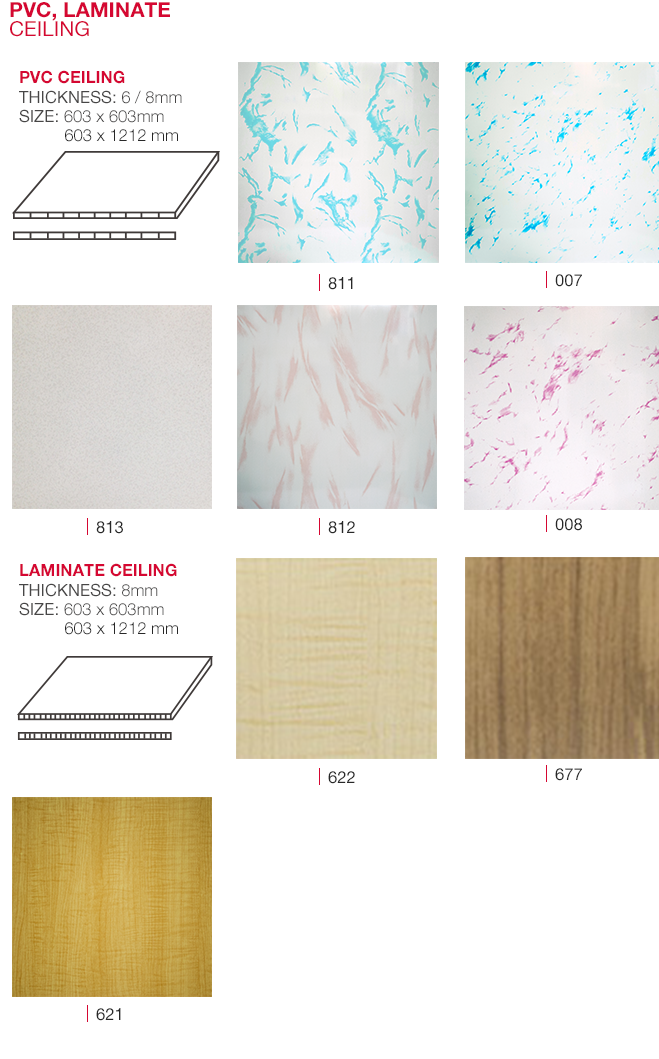 PVC, LAMINATE
CEILING
PVC CEILING
THICKNESS: 6 / 8mm
SIZE: 603 x 603mm
603 x 1212 mm
811
007
813
812
008
LAMINATE CEILING
THICKNESS: 8mm
SIZE: 603 x 603mm
603 x 1212 mm
622
677
621